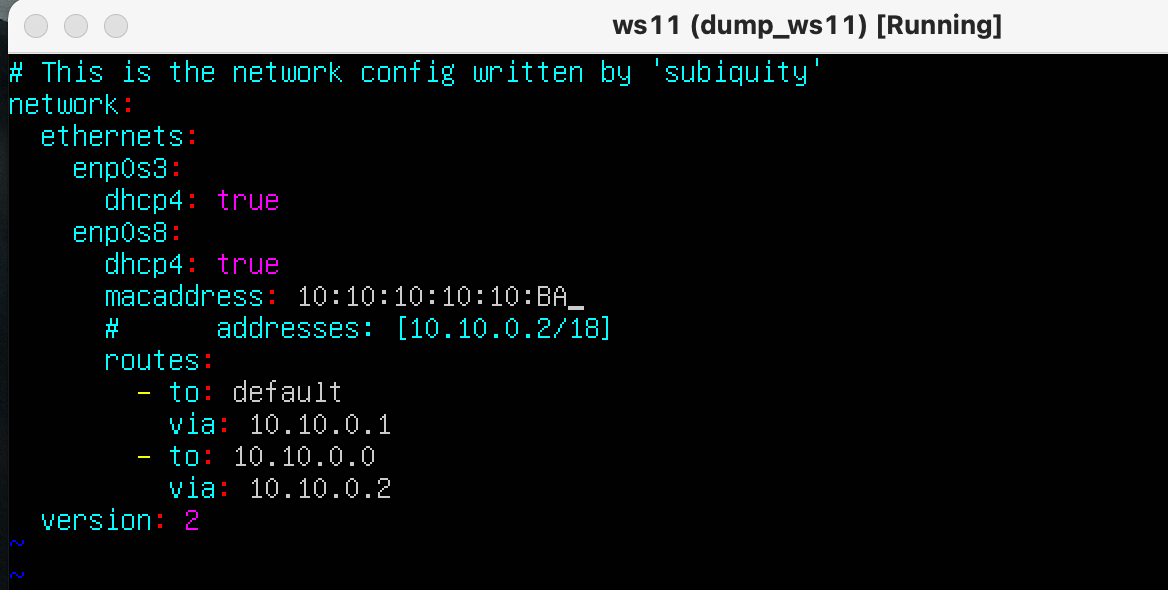 ws11 (dump_ws11) [Running]
# This is the network config written by 'subiquity'
network:
  ethernets:
    enp0s3:
      dhcp4: true
    enp0s8:
      dhcp4: true
      macaddress: 10:10:10:10:10:BA
      #      addresses: [10.10.0.2/18]
      routes:
        - to: default
          via: 10.10.0.1
        - to: 10.10.0.0
          via: 10.10.0.2
  version: 2
~
~